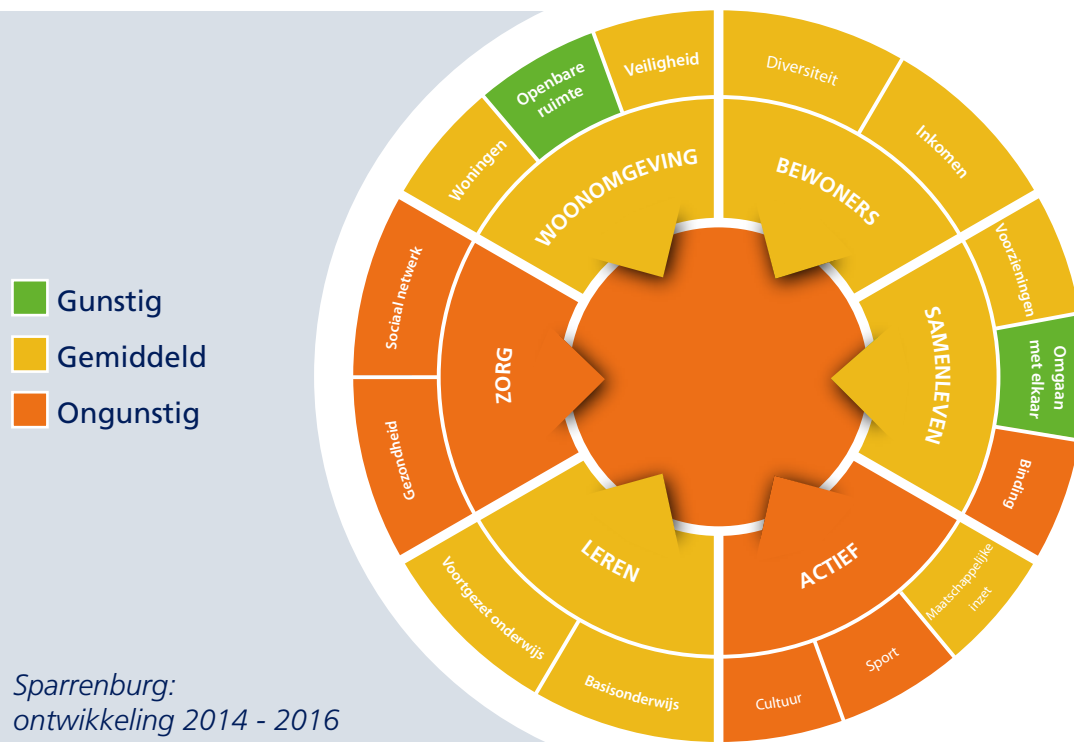 Gunstig
Gemiddeld
Ongunstig
Sparrenburg:
ontwikkeling 2014 - 2016
WOONOMGEVING
Woningen
Openbare
ruimte
Veiligheid
BEWONERS
Diversiteit
Inkomen
SAMENLEVEN
Voorzieningen
Omgaan
met elkaar
Binding
ACTIEF
Maatschappelijke
inzet
Sport
Cultuur
LEREN
Basisonderwijs
Voortgezet onderwijs
ZORG
Gezondheid
Sociaal netwerk